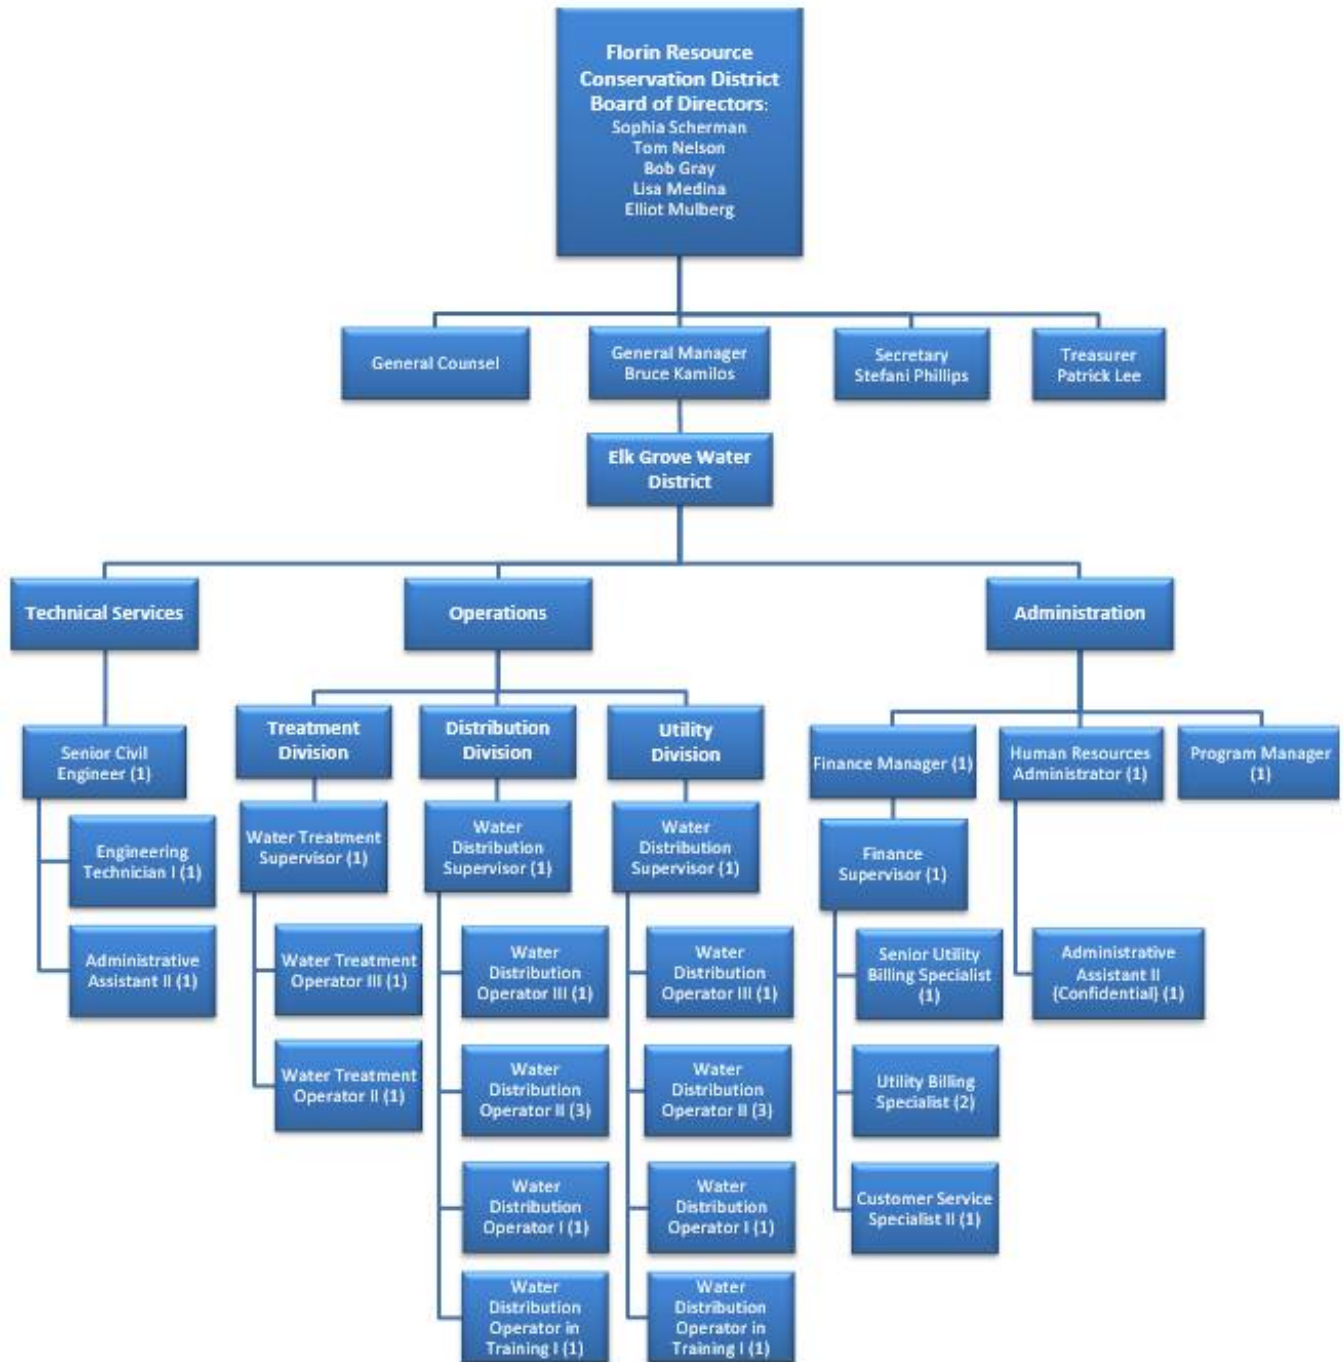 Florin Resource
Conservation District
Board of Directors:
Sophia Scherman
Tom Nelson
Bob Gray
Lisa Medina
Elliot Mulberg
General Counsel
General Manager
Bruce Kamilos
Secretary
Stefani Phillips
Treasurer
Patrick Lee
Elk Grove Water
District
Technical Services
Operations
Administration
Senior Civil
Engineer (1)
Engineering
Technician I (1)
Administrative
Assistant II (1)
Treatment
Division
Water Treatment
Supervisor (1)
Water Treatment
Operator III (1)
Water Treatment
Operator II (1)
Distribution
Division
Water
Distribution
Supervisor (1)
Water
Distribution
Operator III (1)
Water
Distribution
Operator II (3)
Water
Distribution
Operator I (1)
Water
Distribution
Operator in
Training I (1)
Utility
Division
Water
Distribution
Supervisor (1)
Water
Distribution
Operator III (1)
Water
Distribution
Operator II (3)
Water
Distribution
Operator I (1)
Water
Distribution
Operator in
Training I (1)
Finance Manager (1)
Finance
Supervisor (1)
Senior Utility
Billing Specialist
(1)
Utility Billing
Specialist (2)
Customer Service
Specialist II (1)
Human Resources
Administrator (1)
Administrative
Assistant II
(Confidential) (1)
Program Manager
(1)